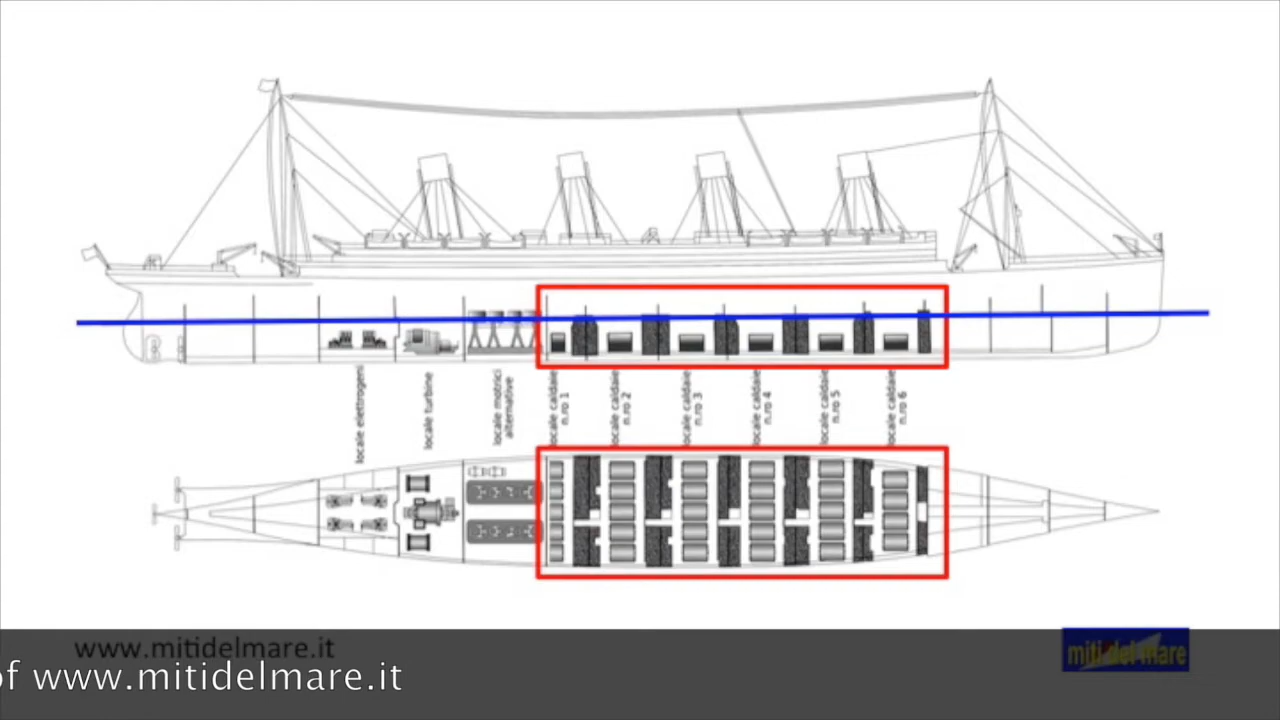 locale elettrogeni
locale turbine
locale motrici
alternative
locale caldaie
n.ro 1
locale caldaie
n.ro 2
locale caldaie
n.ro 3
locale caldaie
n.ro 4
locale caldaie
n.ro 5
locale caldaie
n.ro 6
www.mitidelmare.it
of www.mitidelmare.it
miti del mare